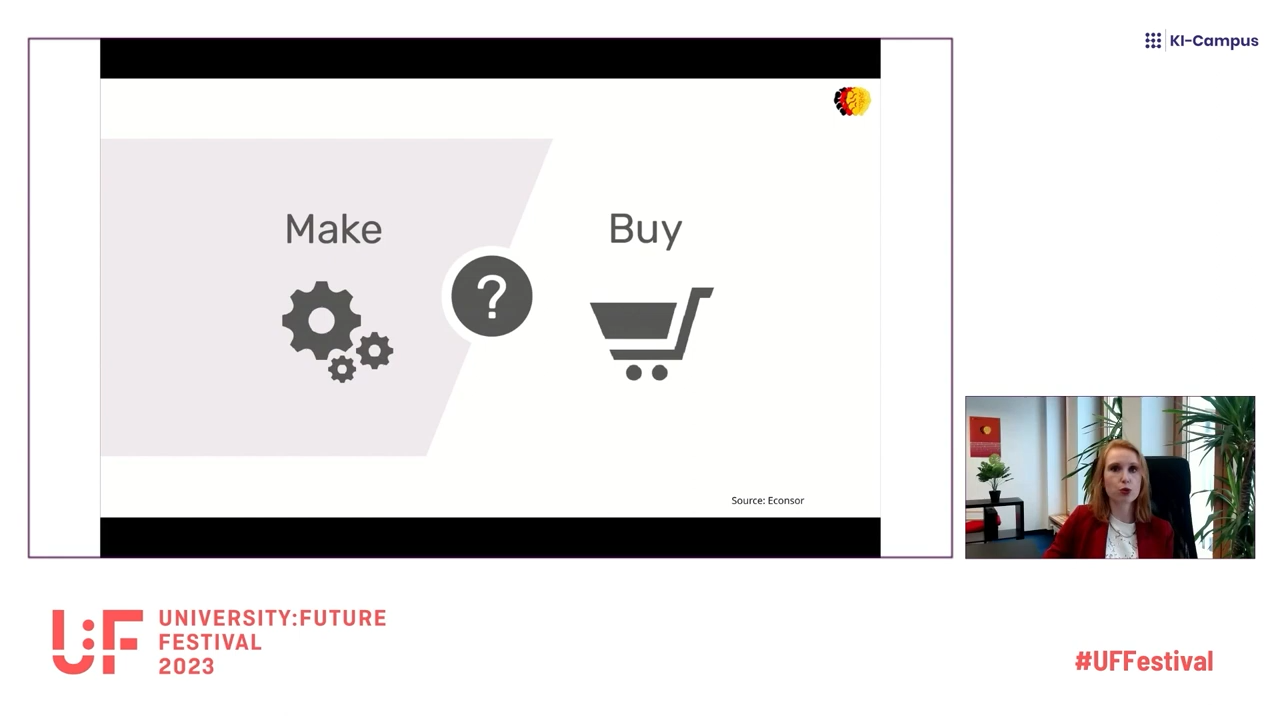 KI-Campus
Make
Buy
?
Source: Econsor
U:F
UNIVERSITY:FUTURE
FESTIVAL
2023
#UFFestival